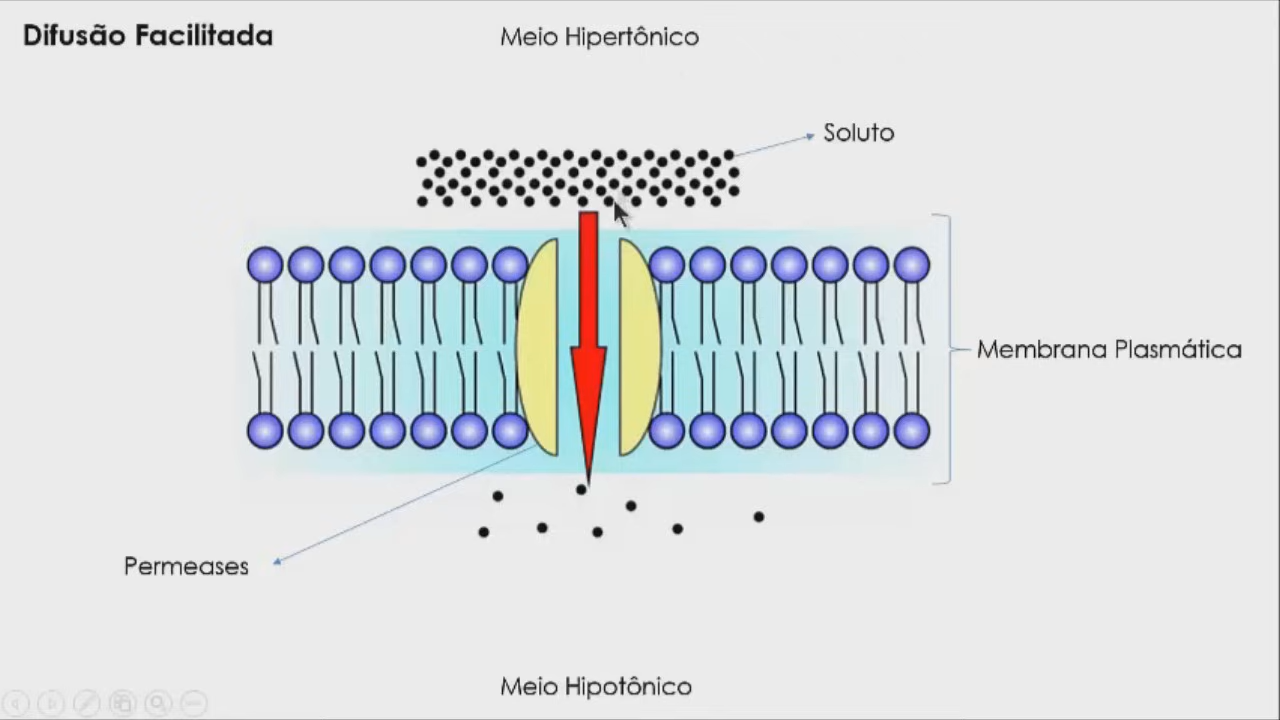 Difusão Facilitada
Meio Hipertônico
Soluto
Membrana Plasmática
Permeases
Meio Hipotônico